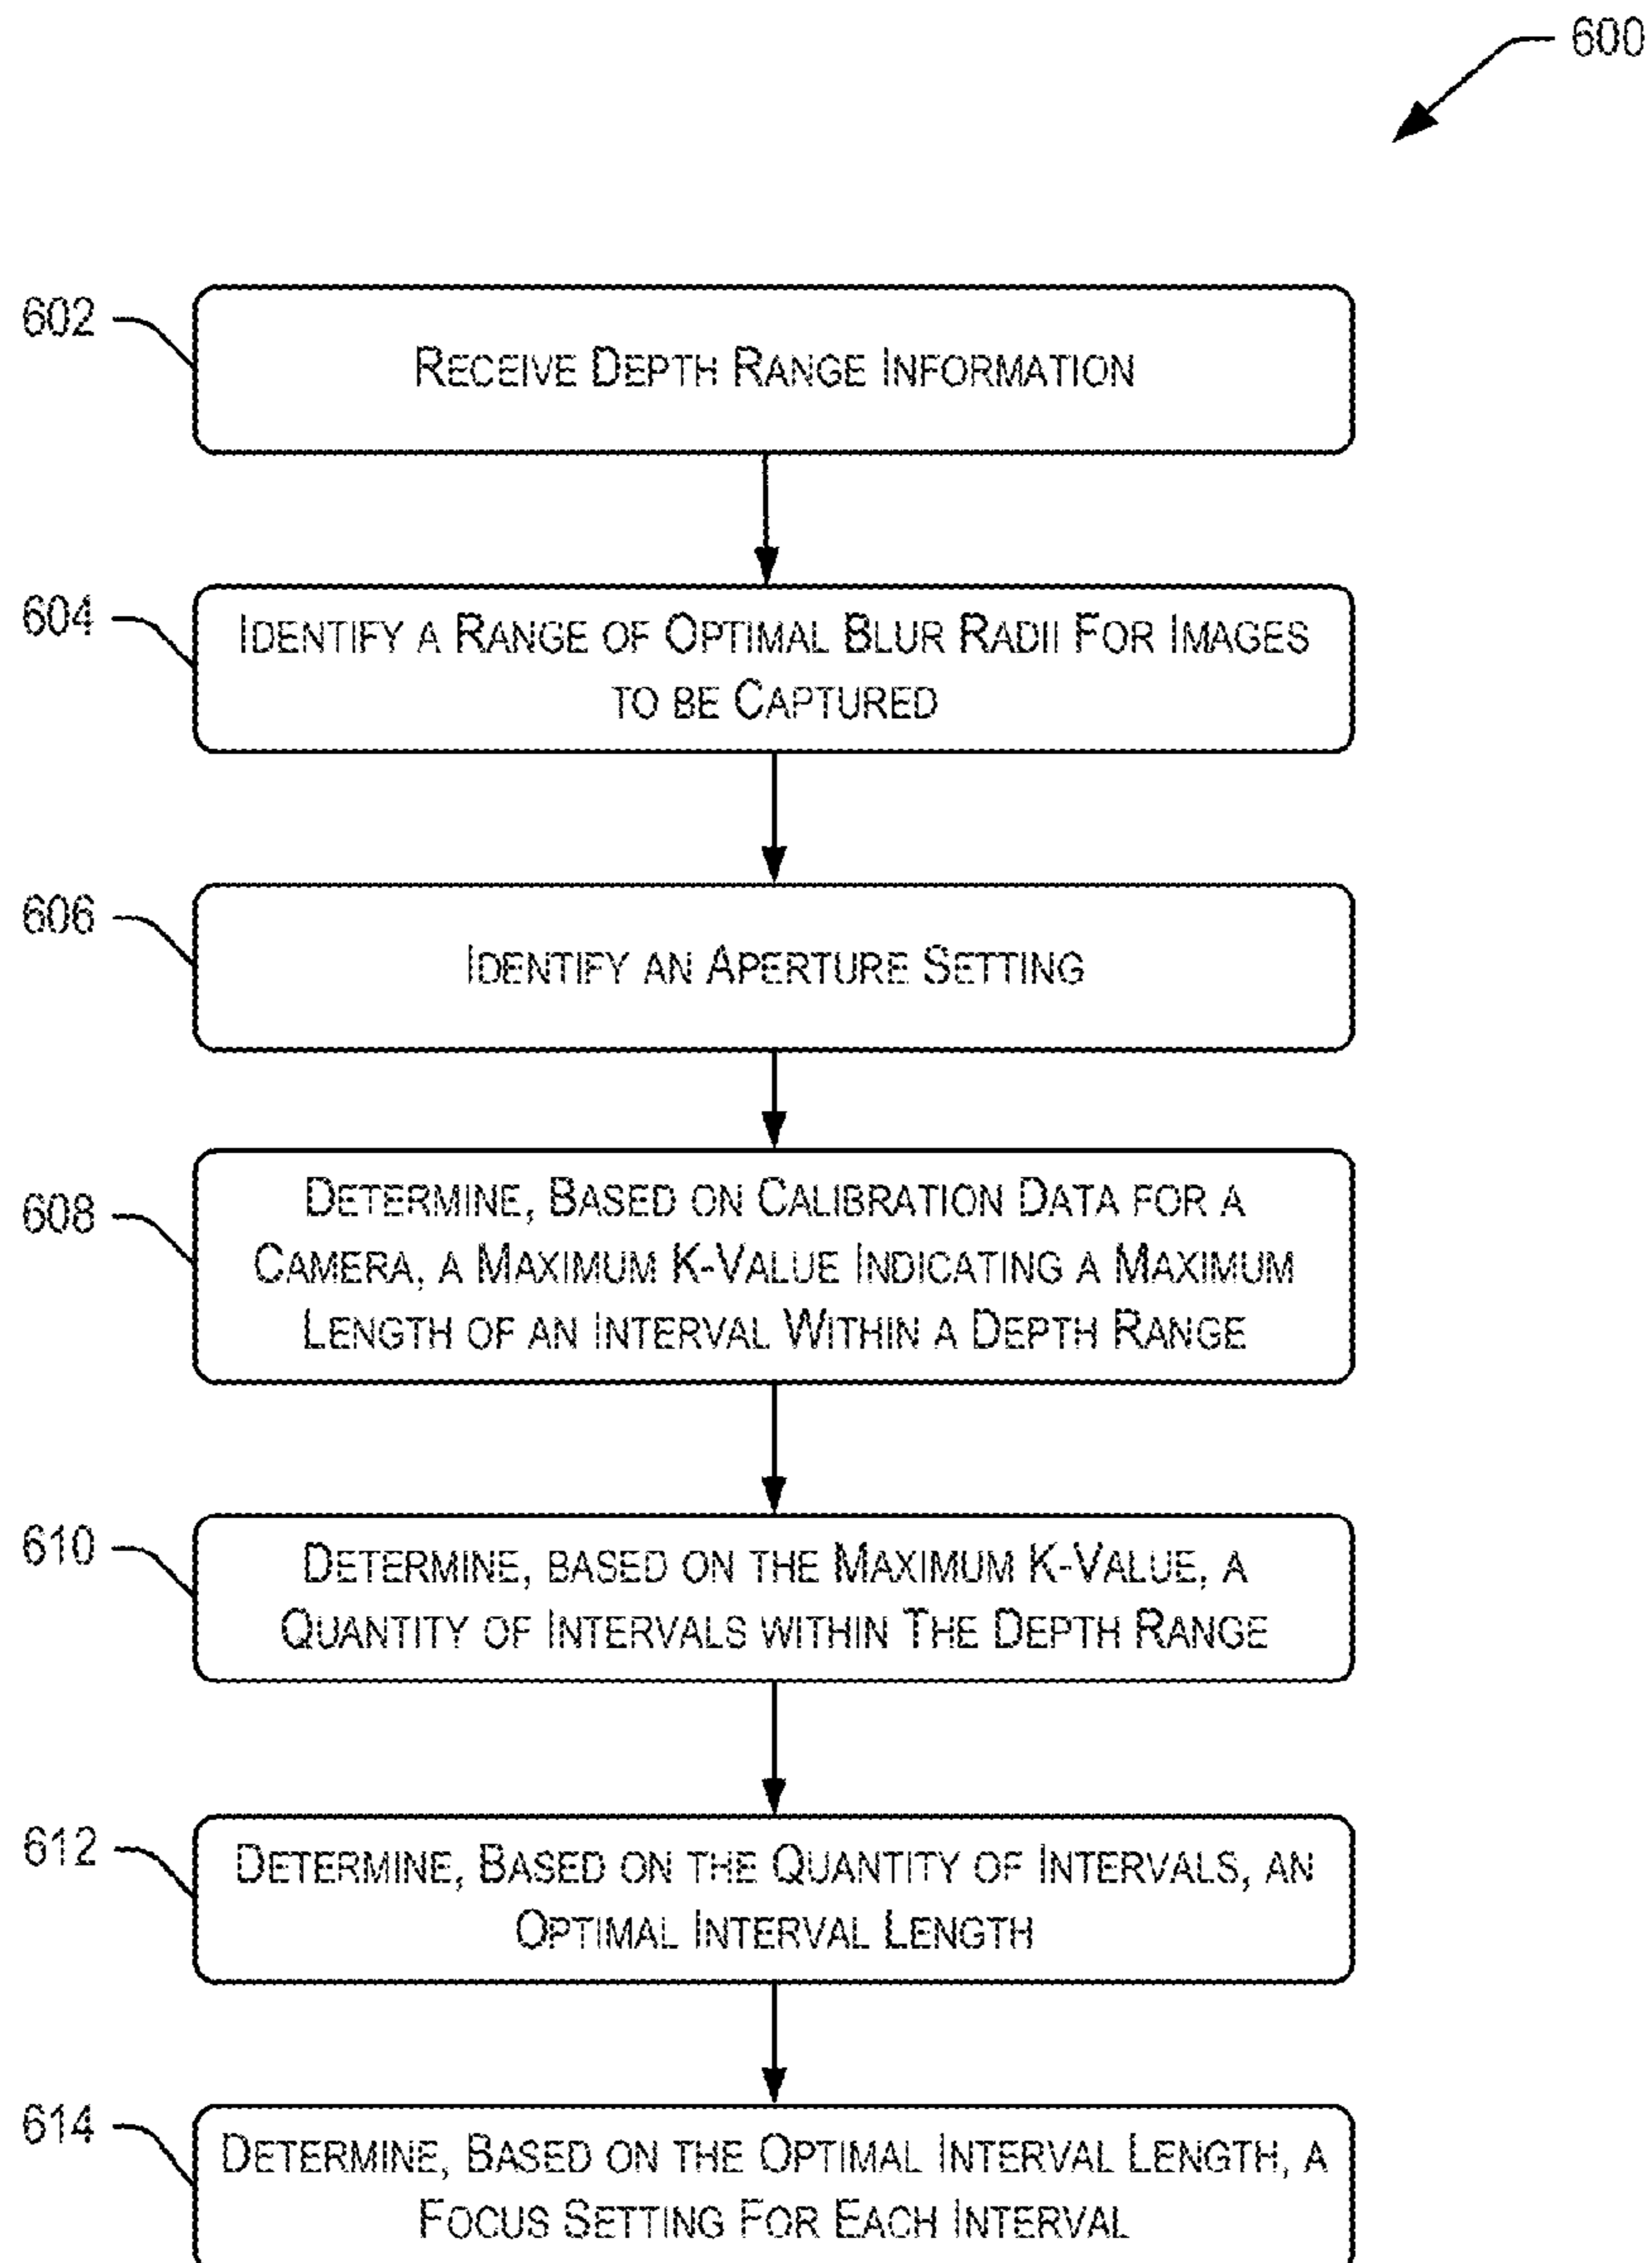 600
602
RECEIVE DEPTH RANGE INFORMATION
604
IDENTIFY A RANGE OF OPTIMAL BLUR RADII FOR IMAGES
TO BE CAPTURED
606
IDENTIFY AN APERTURE SETTING
608
DETERMINE, BASED ON CALIBRATION DATA FOR A
CAMERA, A MAXIMUM K-VALUE INDICATING A MAXIMUM
LENGTH OF AN INTERVAL WITHIN A DEPTH RANGE
610
DETERMINE, BASED ON THE MAXIMUM K-VALUE, A
QUANTITY OF INTERVALS WITHIN THE DEPTH RANGE
612
DETERMINE, BASED ON THE QUANTITY OF INTERVALS, AN
OPTIMAL INTERVAL LENGTH
614
DETERMINE, BASED ON THE OPTIMAL INTERVAL LENGTH, A
FOCUS SETTING FOR EACH INTERVAL